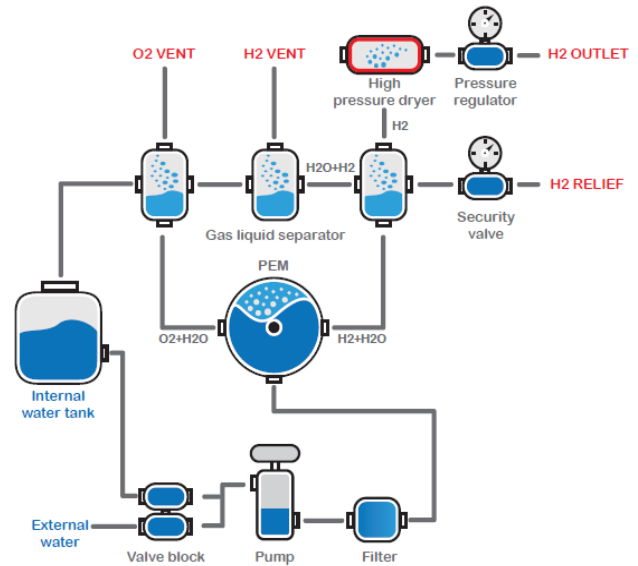 O2 VENT
H2 VENT
H2 OUTLET
High
pressure dryer
Pressure
regulator
H2
H2O+H2
H2 RELIEF
Gas liquid separator
Security
valve
PEM
O2+H2O
H2+H2O
Internal
water tank
External
water
Valve block
Pump
Filter